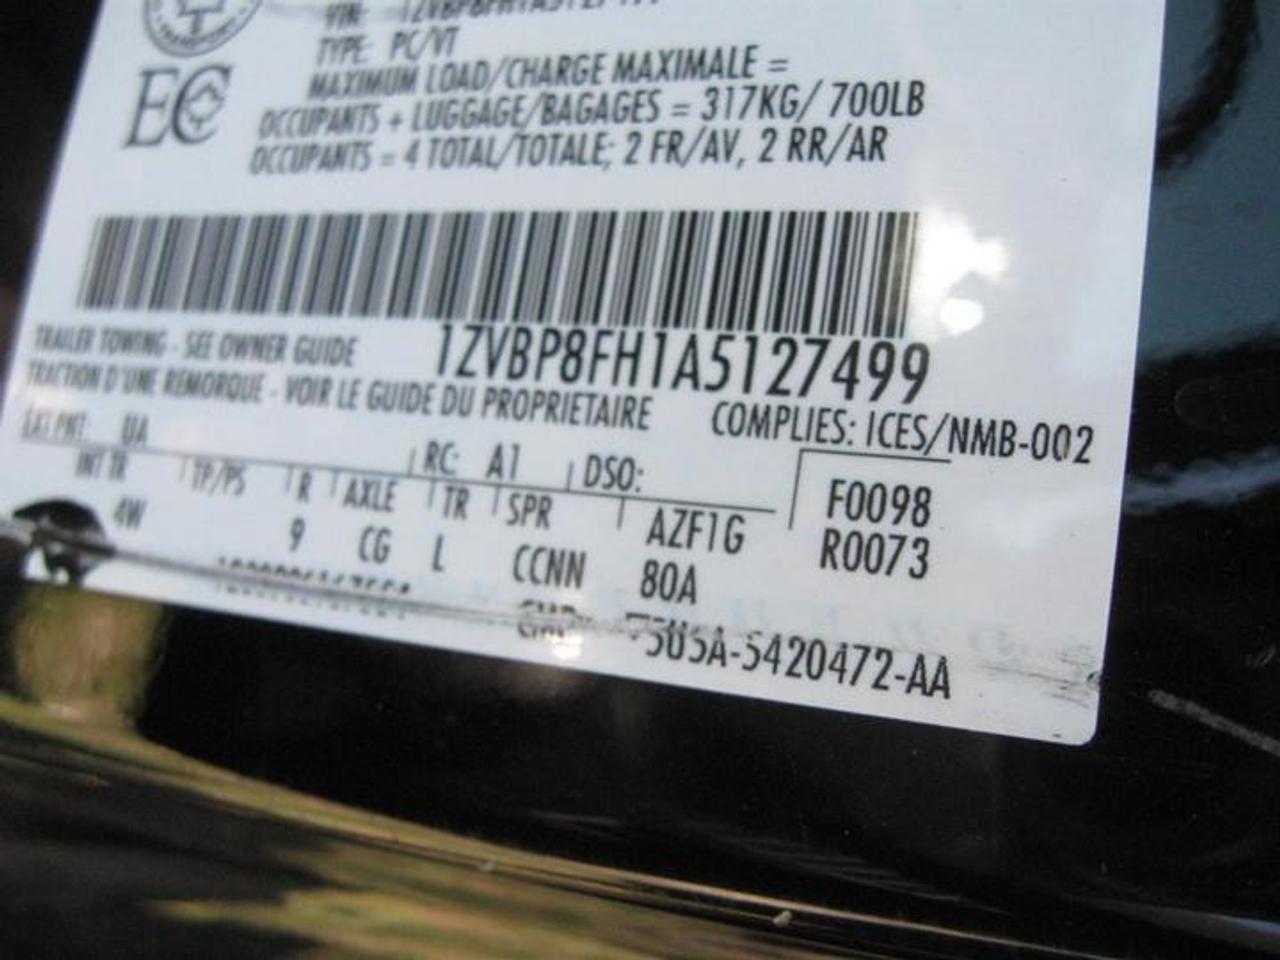 VIN: 1ZVBP8FH1A5127499
TYPE: PC/VT
MAXIMUM LOAD/CHARGE MAXIMALE =
OCCUPANTS + LUGGAGE/BAGAGES = 317KG/ 700LB
OCCUPANTS = 4 TOTAL/TOTALE; 2 FR/AV, 2 RR/AR
EC
1ZVBP8FH1A5127499
TRAILER TOWING - SEE OWNER GUIDE
TRACTION D'UNE REMORQUE - VOIR LE GUIDE DU PROPRIETAIRE
COMPLIES: ICES/NMB-002
EXT PNT: UA RC: A1 DSO: F0098
INT TR TP/PS R AXLE TR SPR AZF1G R0073
4W 9 CG L CCNN 80A
5U5A-5420472-AA